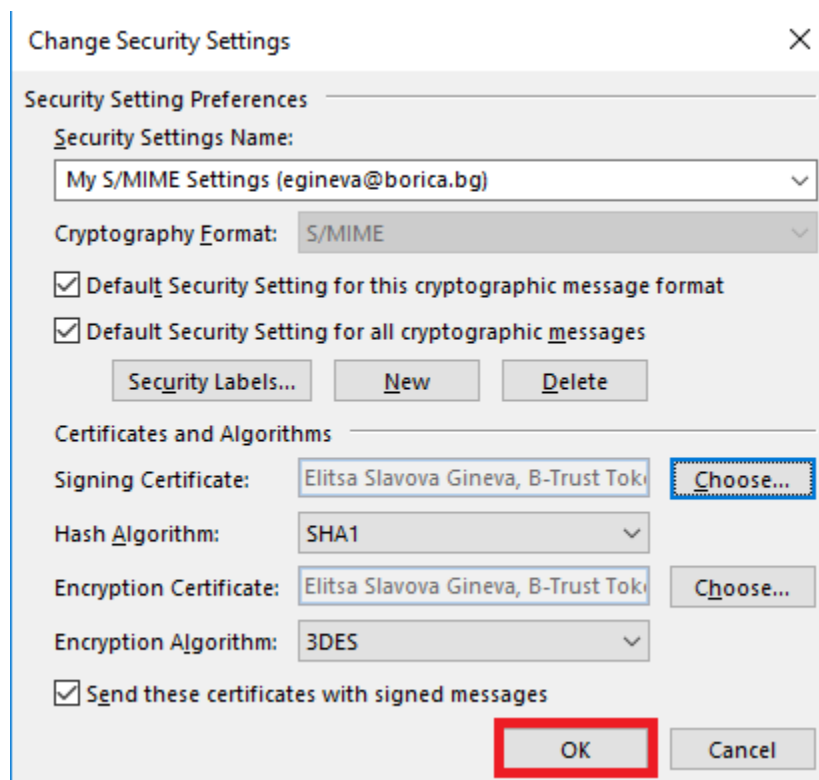 Change Security Settings
Security Setting Preferences
Security Settings Name:
My S/MIME Settings (egineva@borica.bg)
Cryptography Format: S/MIME
Default Security Setting for this cryptographic message format
Default Security Setting for all cryptographic messages
Security Labels... New Delete
Certificates and Algorithms
Signing Certificate: Elitsa Slavova Gineva, B-Trust Tok Choose...
Hash Algorithm: SHA1
Encryption Certificate: Elitsa Slavova Gineva, B-Trust Tok Choose...
Encryption Algorithm: 3DES
Send these certificates with signed messages
OK Cancel